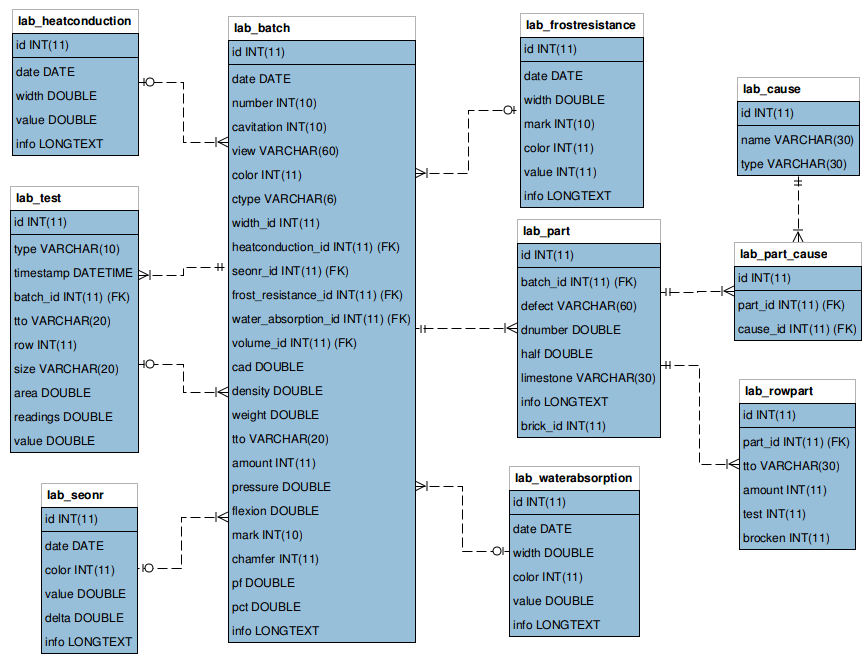 lab_heatconduction
id INT(11)
date DATE
width DOUBLE
value DOUBLE
info LONGTEXT
lab_test
id INT(11)
type VARCHAR(10)
timestamp DATETIME
batch_id INT(11) (FK)
tto VARCHAR(20)
row INT(11)
size VARCHAR(20)
area DOUBLE
readings DOUBLE
value DOUBLE
lab_seonr
id INT(11)
date DATE
color INT(11)
value DOUBLE
delta DOUBLE
info LONGTEXT
lab_batch
id INT(11)
date DATE
number INT(10)
cavitation INT(10)
view VARCHAR(60)
color INT(11)
ctype VARCHAR(6)
width_id INT(11)
heatconduction_id INT(11) (FK)
seonr_id INT(11) (FK)
frost_resistance_id INT(11) (FK)
water_absorption_id INT(11) (FK)
volume_id INT(11) (FK)
cad DOUBLE
density DOUBLE
weight DOUBLE
tto VARCHAR(20)
amount INT(11)
pressure DOUBLE
flexion DOUBLE
mark INT(10)
chamfer INT(11)
pf DOUBLE
pct DOUBLE
info LONGTEXT
lab_frostresistance
id INT(11)
date DATE
width DOUBLE
mark INT(10)
color INT(11)
value INT(11)
info LONGTEXT
lab_part
id INT(11)
batch_id INT(11) (FK)
defect VARCHAR(60)
dnumber DOUBLE
half DOUBLE
limestone VARCHAR(30)
info LONGTEXT
brick_id INT(11)
lab_waterabsorption
id INT(11)
date DATE
width DOUBLE
color INT(11)
value DOUBLE
info LONGTEXT
lab_cause
id INT(11)
name VARCHAR(30)
type VARCHAR(30)
lab_part_cause
id INT(11)
part_id INT(11) (FK)
cause_id INT(11) (FK)
lab_rowpart
id INT(11)
part_id INT(11) (FK)
tto VARCHAR(30)
amount INT(11)
test INT(11)
brocken INT(11)